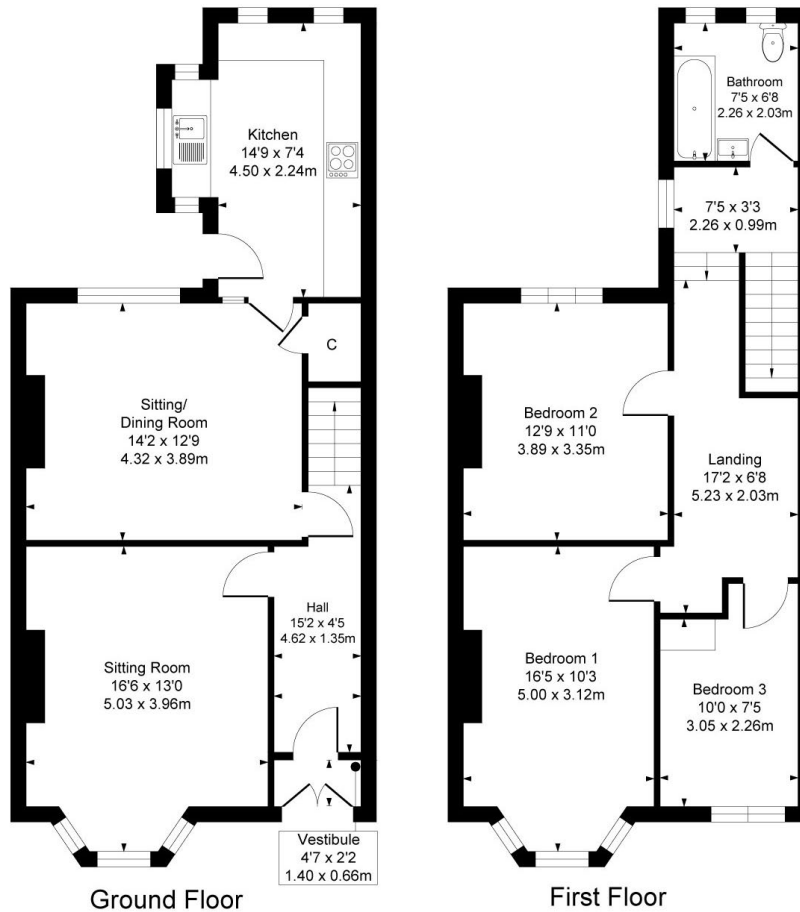 Kitchen
14'9 x 7'4
4.50 x 2.24m
C
Sitting/
Dining Room
14'2 x 12'9
4.32 x 3.89m
Hall
15'2 x 4'5
4.62 x 1.35m
Sitting Room
16'6 x 13'0
5.03 x 3.96m
Vestibule
4'7 x 2'2
1.40 x 0.66m
Ground Floor
Bathroom
7'5 x 6'8
2.26 x 2.03m
7'5 x 3'3
2.26 x 0.99m
Bedroom 2
12'9 x 11'0
3.89 x 3.35m
Landing
17'2 x 6'8
5.23 x 2.03m
Bedroom 1
16'5 x 10'3
5.00 x 3.12m
Bedroom 3
10'0 x 7'5
3.05 x 2.26m
First Floor